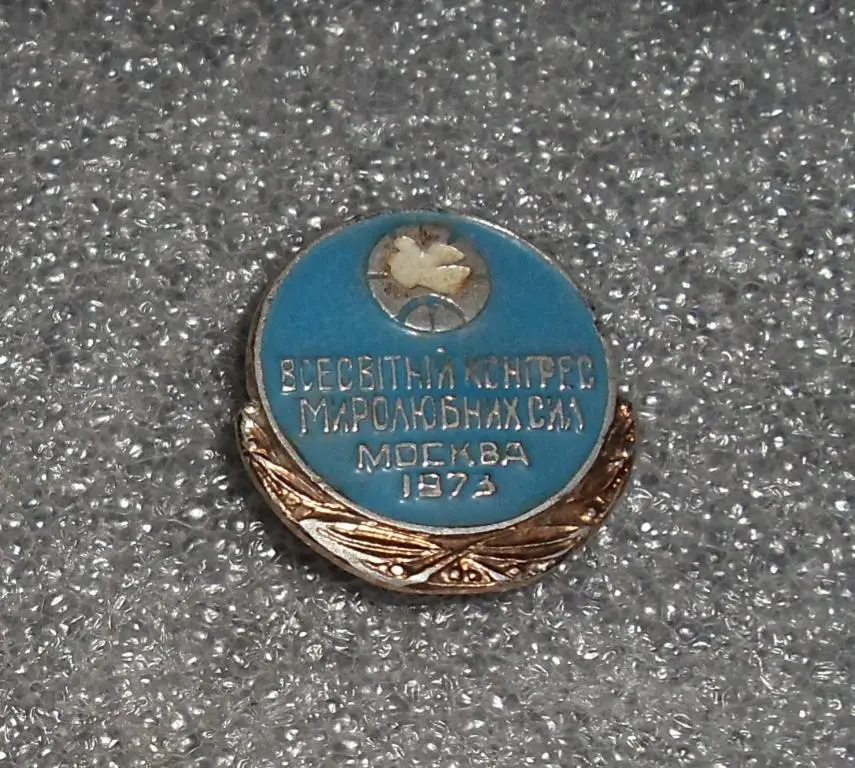 ВСЕСВІТНІЙ КОНГРЕС
МИРОЛЮБНИХ СИЛ
МОСКВА
1973